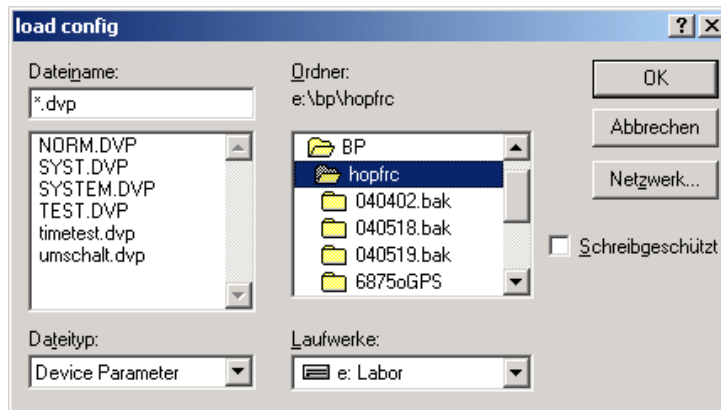 load config
Dateiname:
*.dvp
NORM.DVP
SYST.DVP
SYSTEM.DVP
TEST.DVP
timetest.dvp
umschalt.dvp
Dateityp:
Device Parameter
Ordner:
e:\bp\hopfrc
BP
hopfrc
040402.bak
040518.bak
040519.bak
6875oGPS
Laufwerke:
e: Labor
OK
Abbrechen
Netzwerk...
Schreibgeschützt